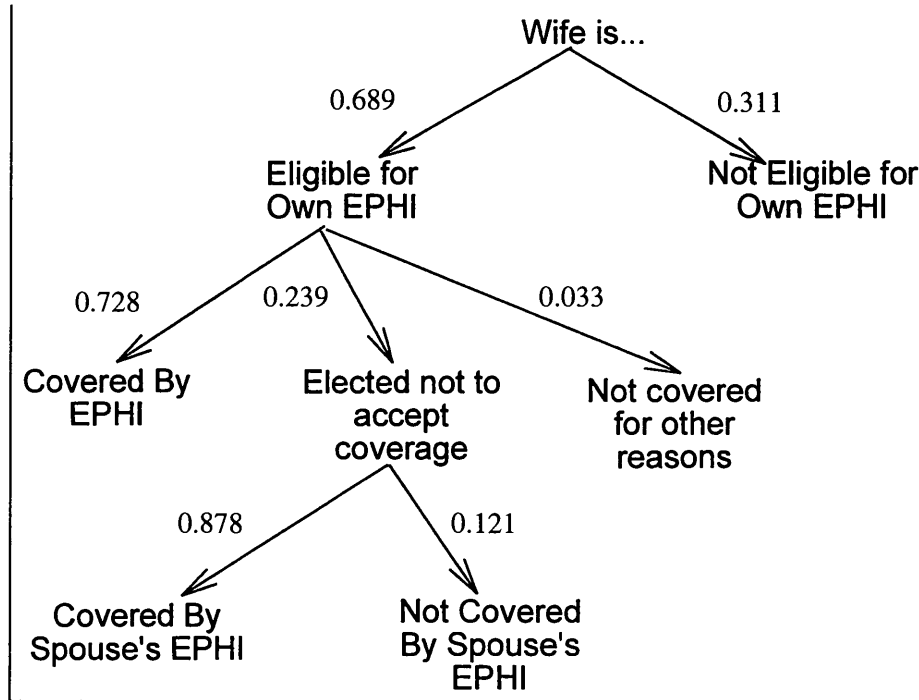 Wife is...
0.689
0.311
Eligible for
Own EPHI
Not Eligible for
Own EPHI
0.728
0.239
0.033
Covered By
EPHI
Elected not to
accept
coverage
Not covered
for other
reasons
0.878
0.121
Covered By
Spouse's EPHI
Not Covered
By Spouse's
EPHI